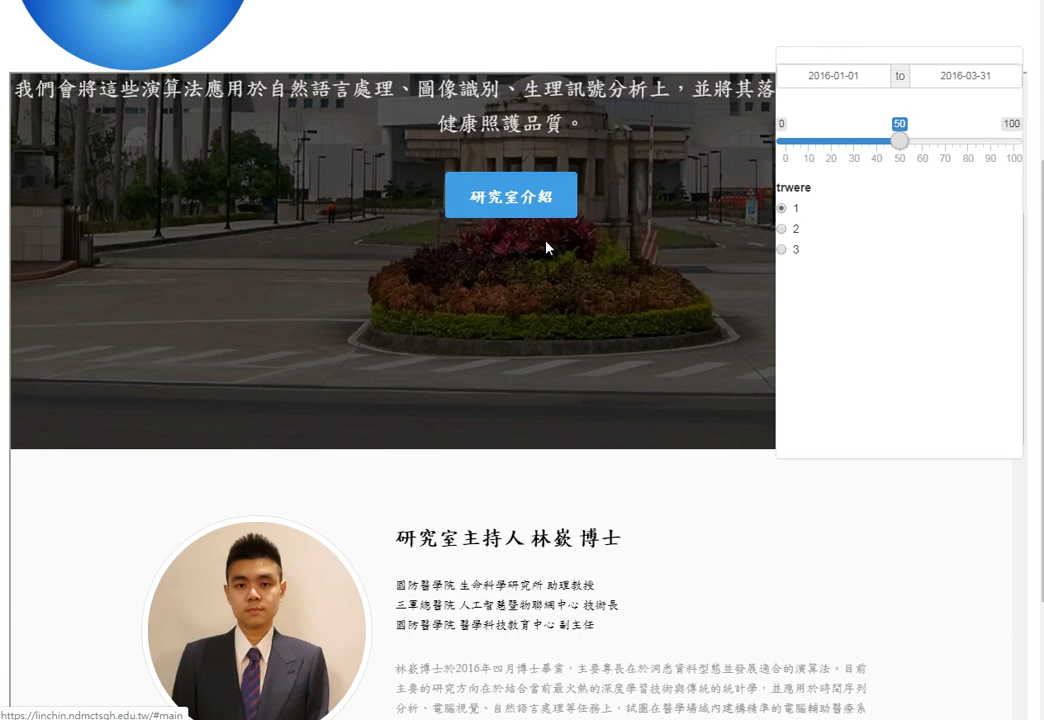 我們會將這些演算法應用於自然語言處理、圖像識別、生理訊號分析上，並將其落
健康照護品質。
研究室介紹
2016-01-01 to 2016-03-31
0 50 100
0 10 20 30 40 50 60 70 80 90 100
trwere
1
2
3
研究室主持人 林嶔 博士
國防醫學院 生命科學研究所 助理教授
三軍總醫院 人工智慧暨物聯網中心 技術長
國防醫學院 醫學科技教育中心 副主任
林嶔博士於2016年四月博士畢業，主要專長在於洞悉資料型態並發展適合的演算法。目前
主要的研究方向在於結合當前最火熱的深度學習技術與傳統的統計學，並應用於時間序列
分析、電腦視覺、自然語言處理等任務上，試圖在醫學場域內建構精準的電腦輔助醫療系
https://linchin.ndmctsgh.edu.tw/#main